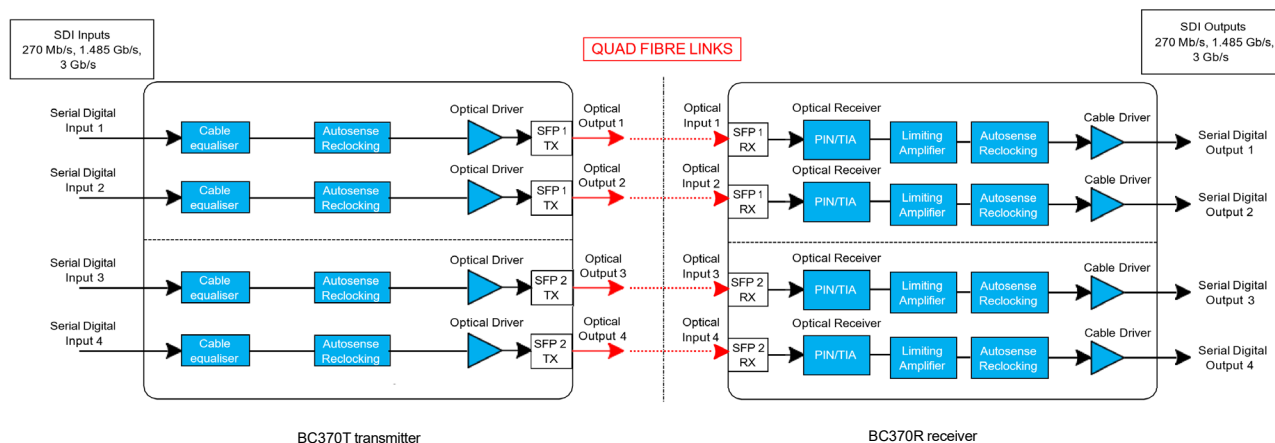 SDI Inputs
270 Mb/s, 1.485 Gb/s,
3 Gb/s
QUAD FIBRE LINKS
SDI Outputs
270 Mb/s, 1.485 Gb/s,
3 Gb/s
Serial Digital
Input 1
Cable
equaliser
Autosense
Reclocking
Optical Driver
SFP 1
TX
Optical
Output 1
Optical
Input 1
SFP 1
RX
Optical Receiver
PIN/TIA
Limiting
Amplifier
Autosense
Reclocking
Cable Driver
Serial Digital
Output 1
Serial Digital
Input 2
Cable
equaliser
Autosense
Reclocking
Optical Driver
SFP 1
TX
Optical
Output 2
Optical
Input 2
SFP 1
RX
Optical Receiver
PIN/TIA
Limiting
Amplifier
Autosense
Reclocking
Cable Driver
Serial Digital
Output 2
Serial Digital
Input 3
Cable
equaliser
Autosense
Reclocking
Optical Driver
SFP 2
TX
Optical
Output 3
Optical
Input 3
SFP 2
RX
Optical Receiver
PIN/TIA
Limiting
Amplifier
Autosense
Reclocking
Cable Driver
Serial Digital
Output 3
Serial Digital
Input 4
Cable
equaliser
Autosense
Reclocking
Optical Driver
SFP 2
TX
Optical
Output 4
Optical
Input 4
SFP 2
RX
Optical Receiver
PIN/TIA
Limiting
Amplifier
Autosense
Reclocking
Cable Driver
Serial Digital
Output 4
BC370T transmitter
BC370R receiver